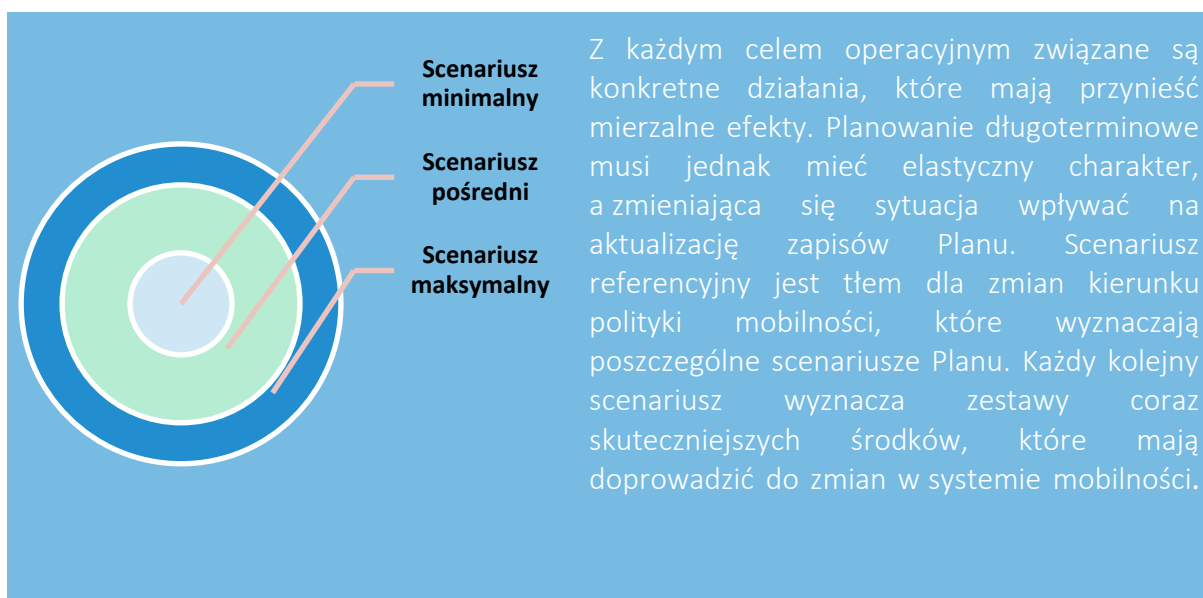 Scenariusz
minimalny
Scenariusz
pośredni
Scenariusz
maksymalny
Z każdym celem operacyjnym związane są
konkretne działania, które mają przynieść
mierzalne efekty. Planowanie długoterminowe
musi jednak mieć elastyczny charakter,
a zmieniająca się sytuacja wpływać na
aktualizację zapisów Planu. Scenariusz
referencyjny jest tłem dla zmian kierunku
polityki mobilności, które wyznaczają
poszczególne scenariusze Planu. Każdy kolejny
scenariusz wyznacza zestawy coraz
skuteczniejszych środków, które mają
doprowadzić do zmian w systemie mobilności.